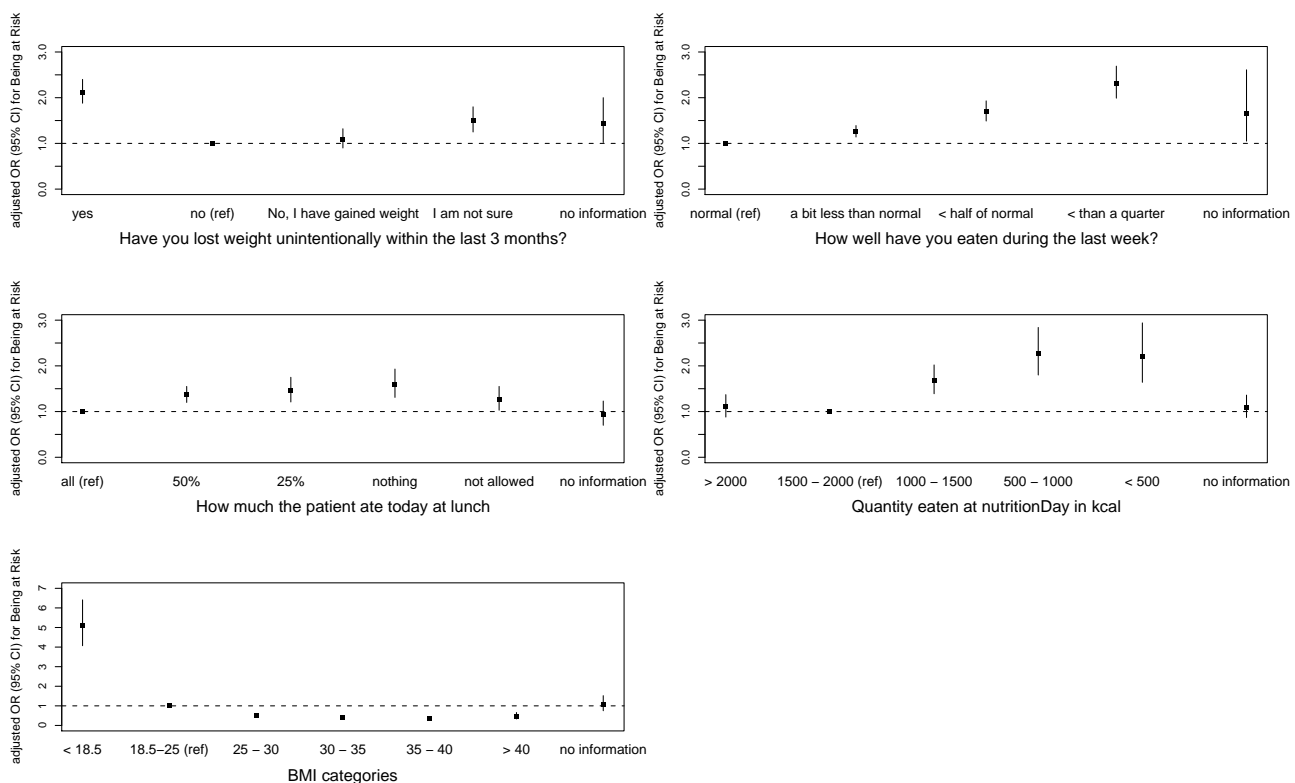 adjusted OR (95% CI) for Being at Risk
3.0
2.0
1.0
0.0
yes no (ref) No, I have gained weight I am not sure no information
Have you lost weight unintentionally within the last 3 months?
adjusted OR (95% CI) for Being at Risk
3.0
2.0
1.0
0.0
normal (ref) a bit less than normal < half of normal < than a quarter no information
How well have you eaten during the last week?
adjusted OR (95% CI) for Being at Risk
3.0
2.0
1.0
0.0
all (ref) 50% 25% nothing not allowed no information
How much the patient ate today at lunch
adjusted OR (95% CI) for Being at Risk
3.0
2.0
1.0
0.0
> 2000 1500 − 2000 (ref) 1000 − 1500 500 − 1000 < 500 no information
Quantity eaten at nutritionDay in kcal
adjusted OR (95% CI) for Being at Risk
7
6
5
4
3
2
1
0
< 18.5 18.5−25 (ref) 25 − 30 30 − 35 35 − 40 > 40 no information
BMI categories